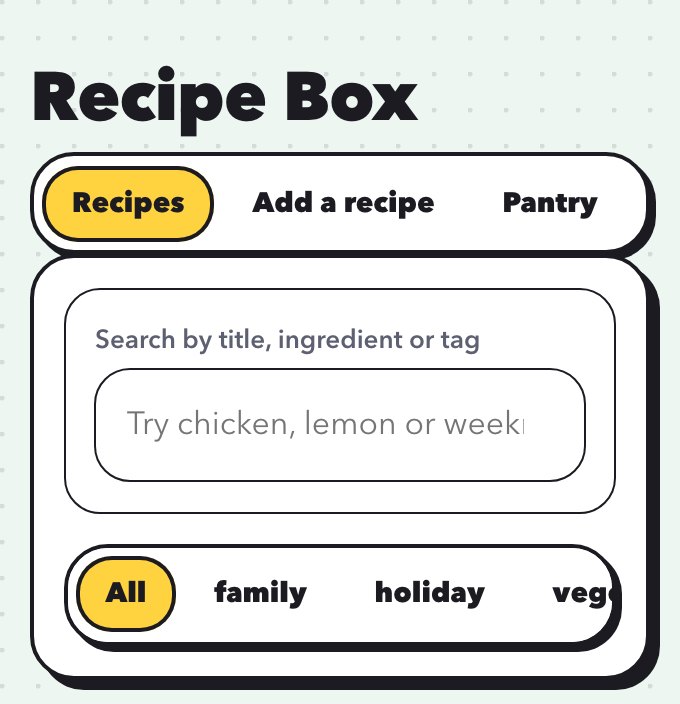 Recipe Box
Recipes Add a recipe Pantry
Search by title, ingredient or tag
Try chicken, lemon or week
All family holiday